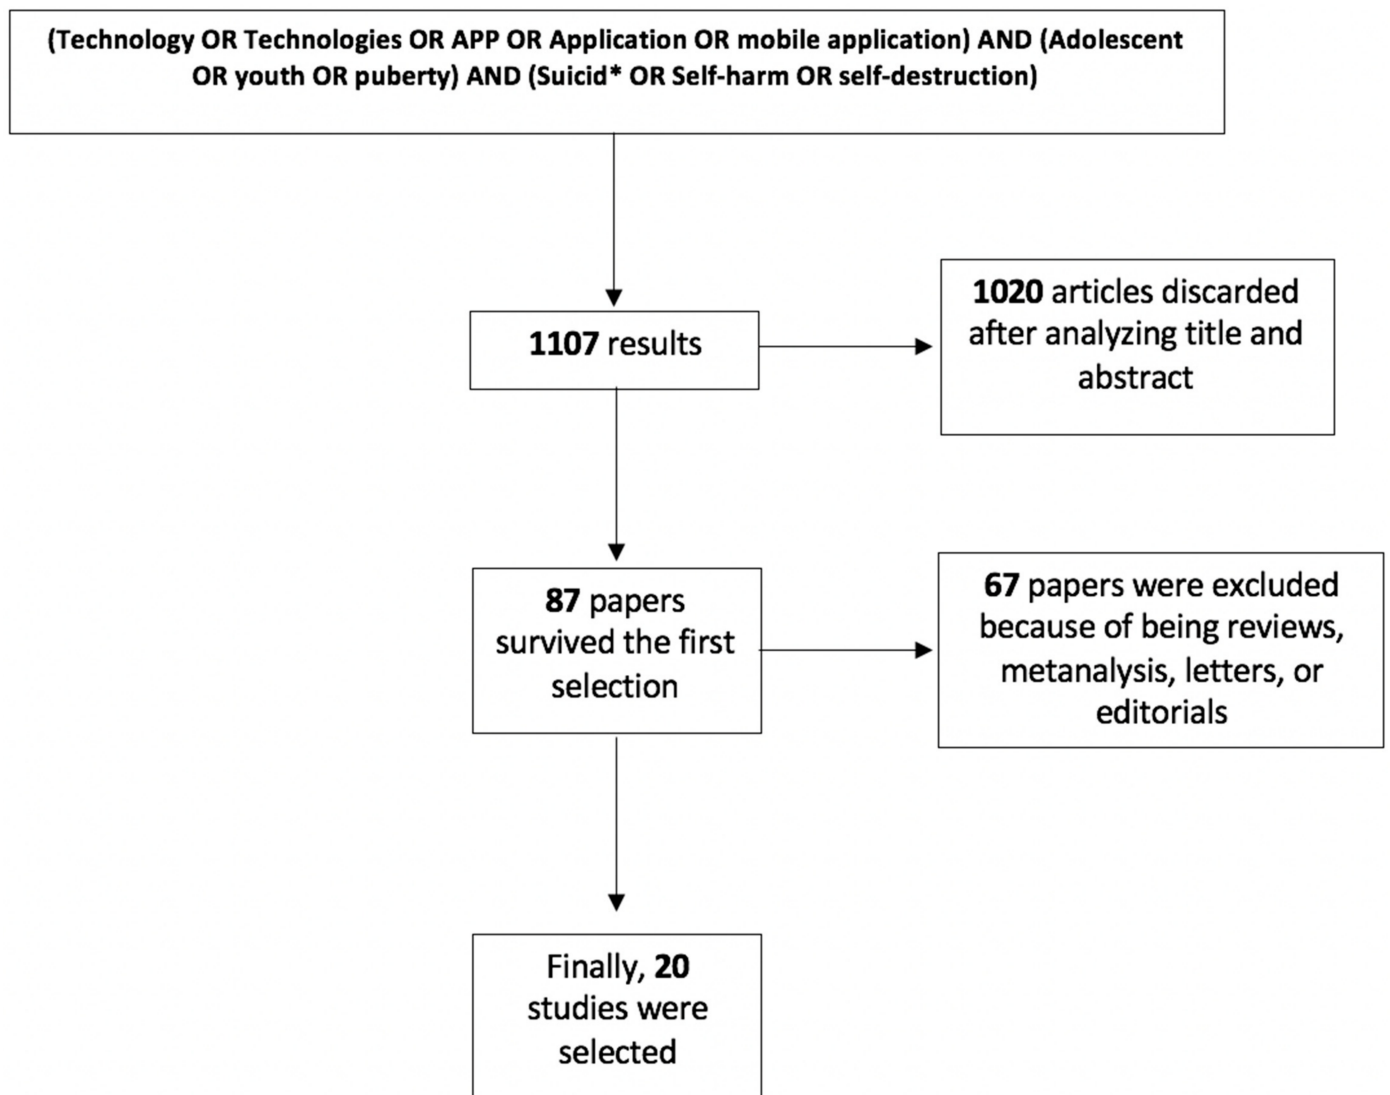 (Technology OR Technologies OR APP OR Application OR mobile application) AND (Adolescent
OR youth OR puberty) AND (Suicid* OR Self-harm OR self-destruction)
1107 results
1020 articles discarded
after analyzing title and
abstract
87 papers
survived the first
selection
67 papers were excluded
because of being reviews,
metanalysis, letters, or
editorials
Finally, 20
studies were
selected